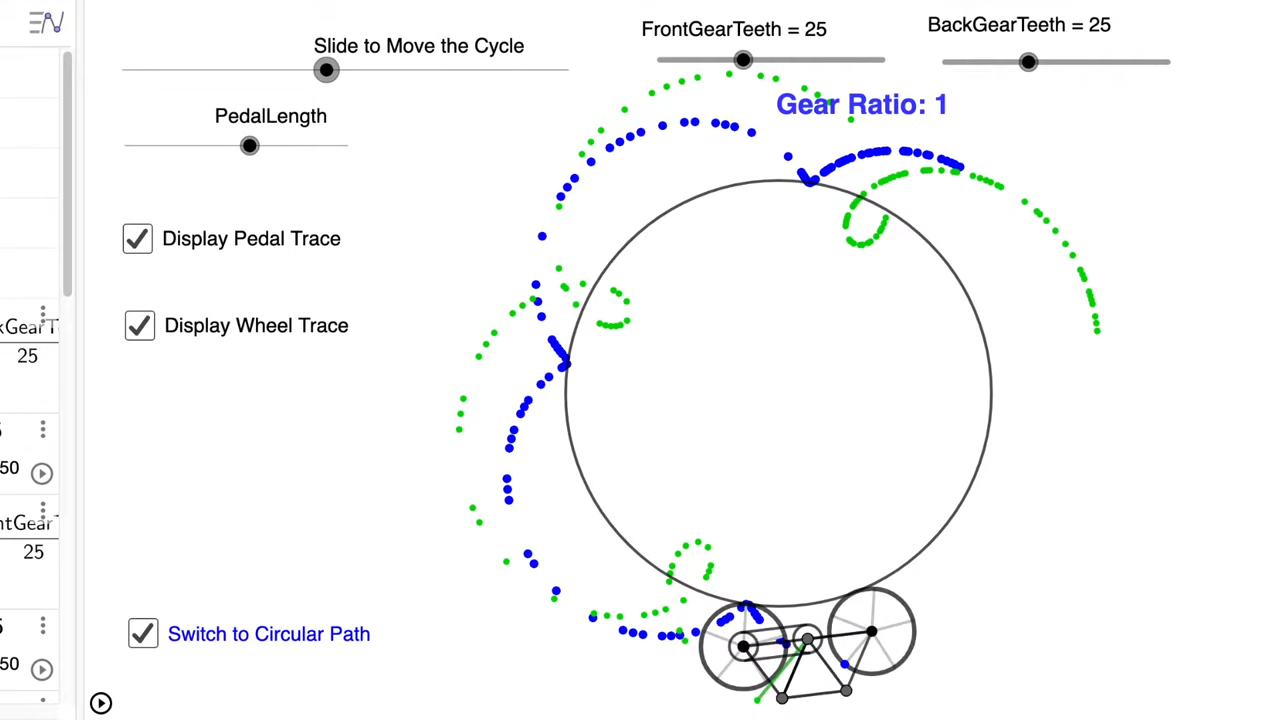 Slide to Move the Cycle
FrontGearTeeth = 25
BackGearTeeth = 25
Gear Ratio: 1
PedalLength
Display Pedal Trace
Display Wheel Trace
Switch to Circular Path
25
50
25
50